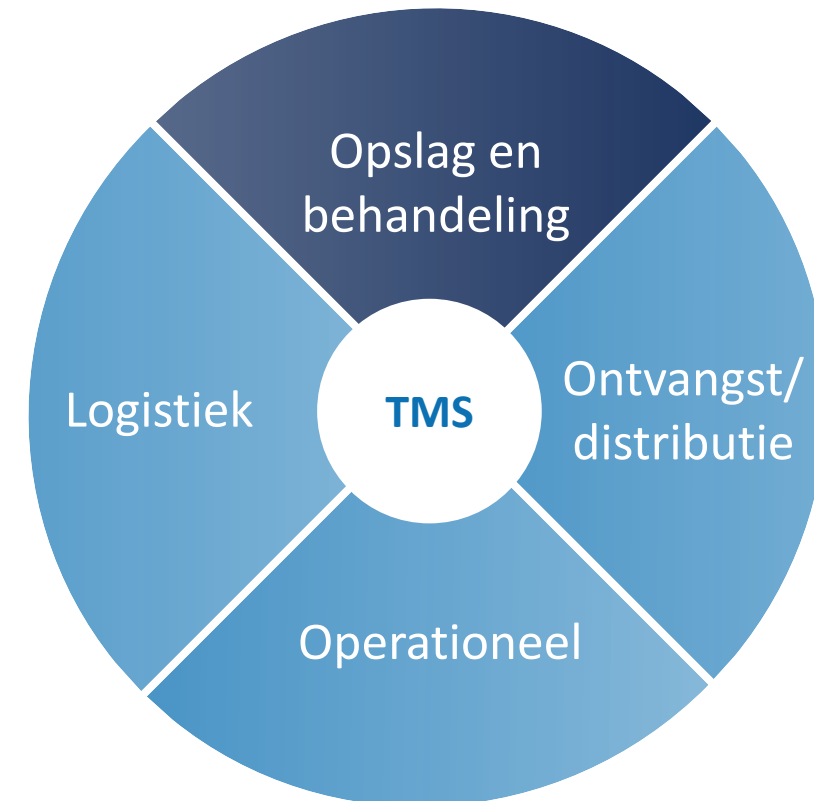 Opslag en
behandeling
Ontvangst/
distributie
Logistiek
TMS
Operationeel